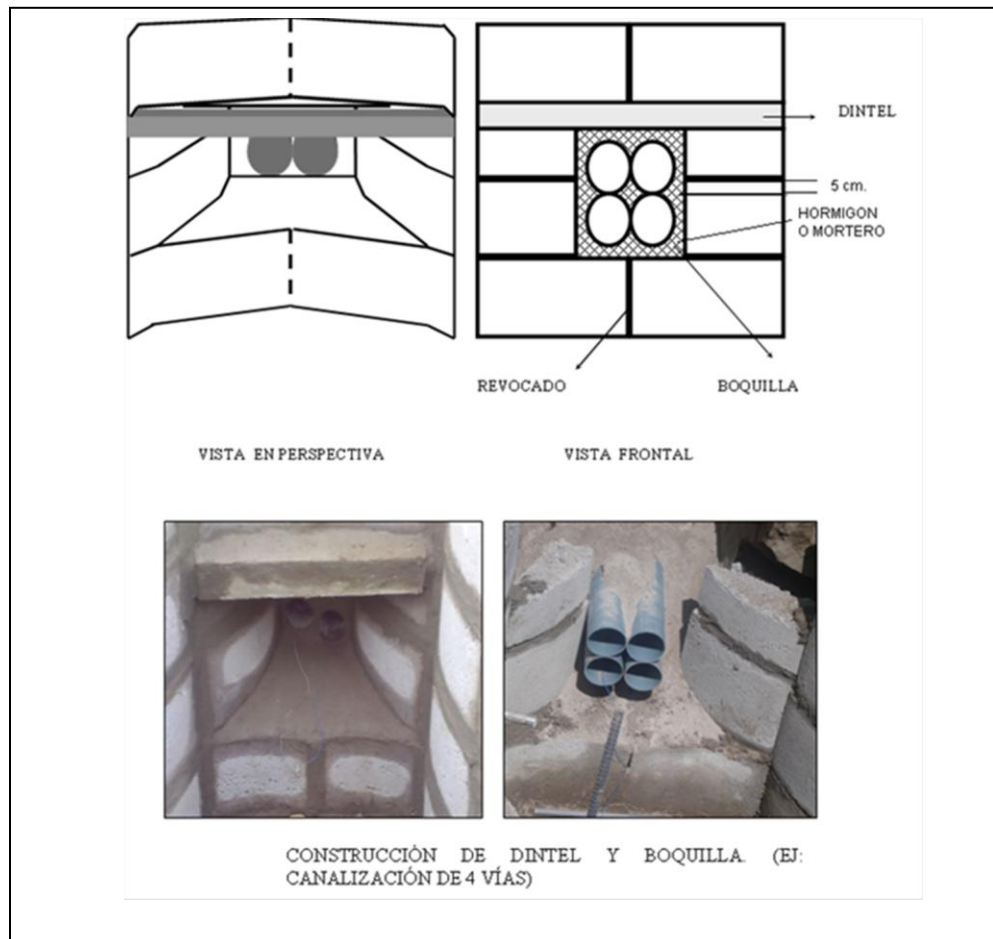 DINTEL
5 cm.
HORMIGON
O MORTERO
REVOCADO
BOQUILLA
VISTA EN PERSPECTIVA
VISTA FRONTAL
CONSTRUCCIÒN DE DINTEL Y BOQUILLA. (EJ:
CANALIZACIÓN DE 4 VÍAS)